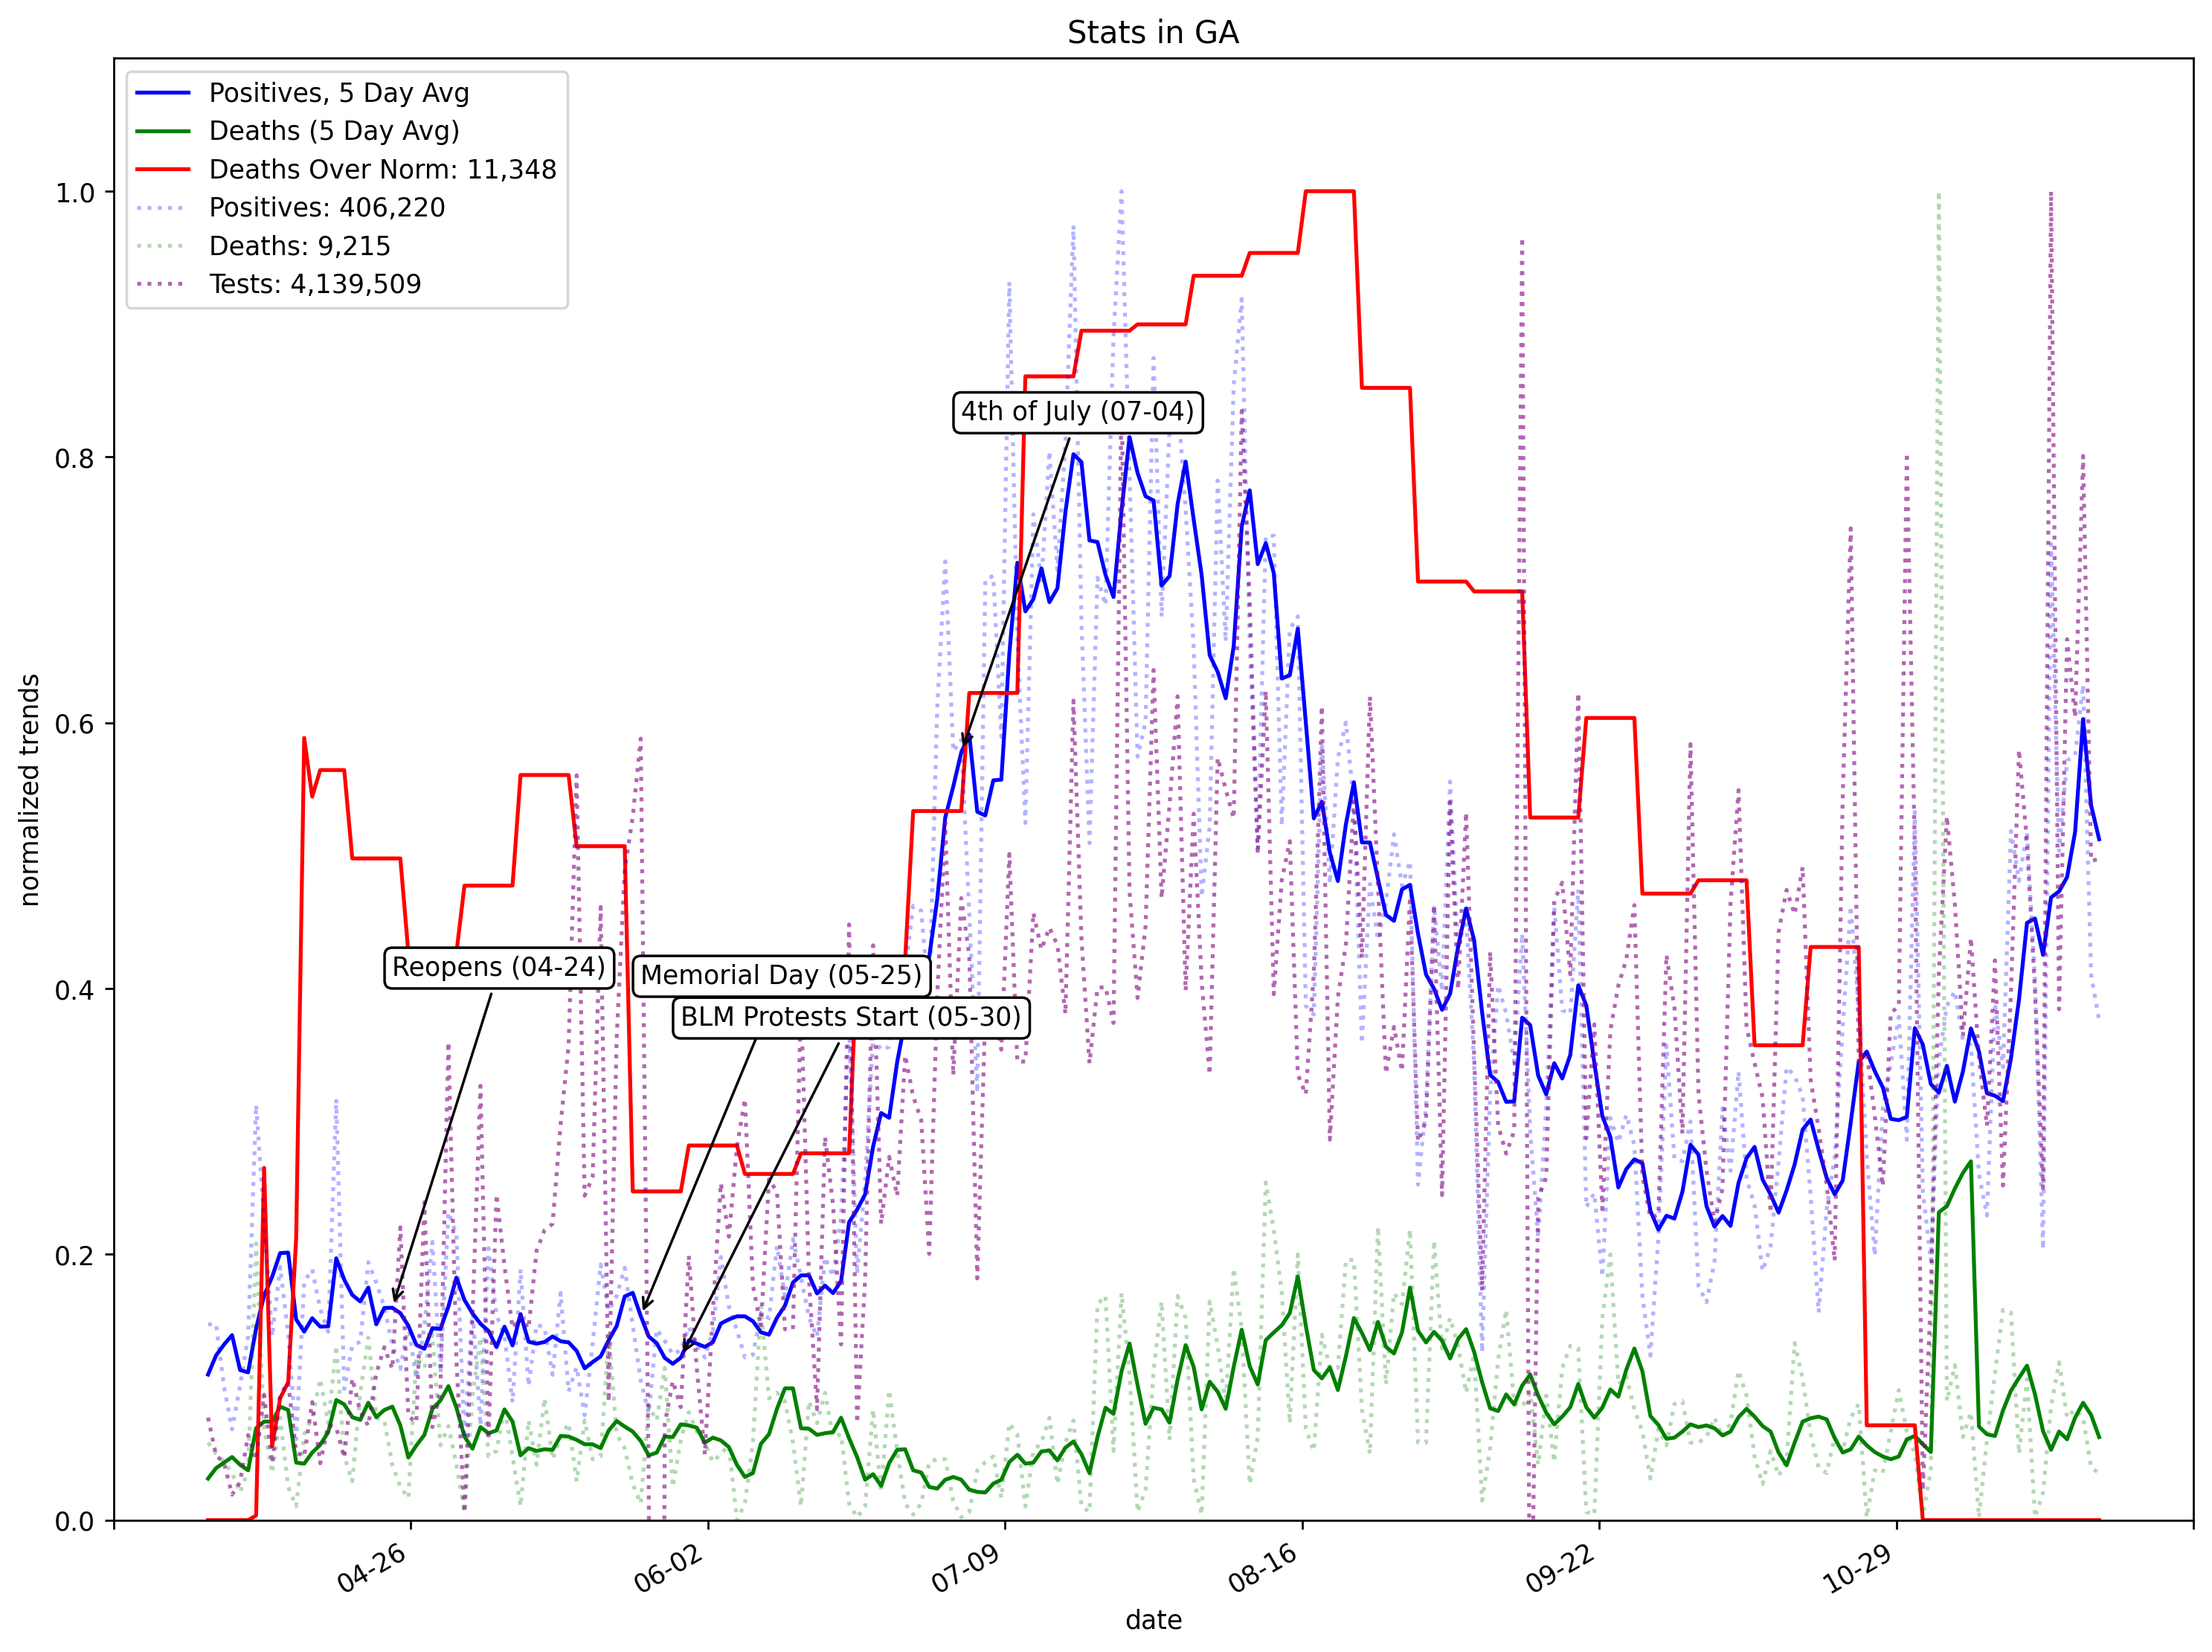 Stats in GA
Positives, 5 Day Avg
Deaths (5 Day Avg)
Deaths Over Norm: 11,348
Positives: 406,220
Deaths: 9,215
Tests: 4,139,509
1.0
0.8
0.6
0.4
0.2
0.0
normalized trends
4th of July (07-04)
Reopens (04-24)
Memorial Day (05-25)
BLM Protests Start (05-30)
04-26
06-02
07-09
08-16
09-22
10-29
date